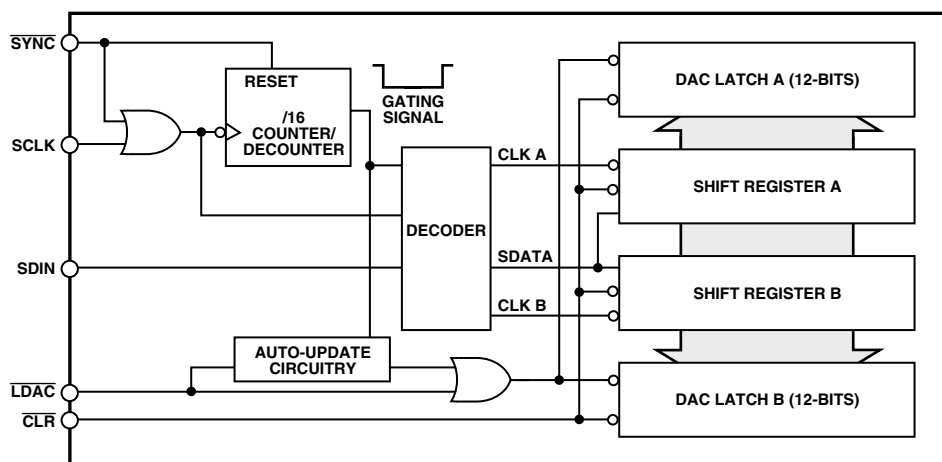 SYNC
RESET
GATING
SIGNAL
DAC LATCH A (12-BITS)
/16
COUNTER/
DECOUNTER
SCLK
CLK A
SHIFT REGISTER A
DECODER
SDIN
SDATA
SHIFT REGISTER B
CLK B
AUTO-UPDATE
CIRCUITRY
LDAC
DAC LATCH B (12-BITS)
CLR